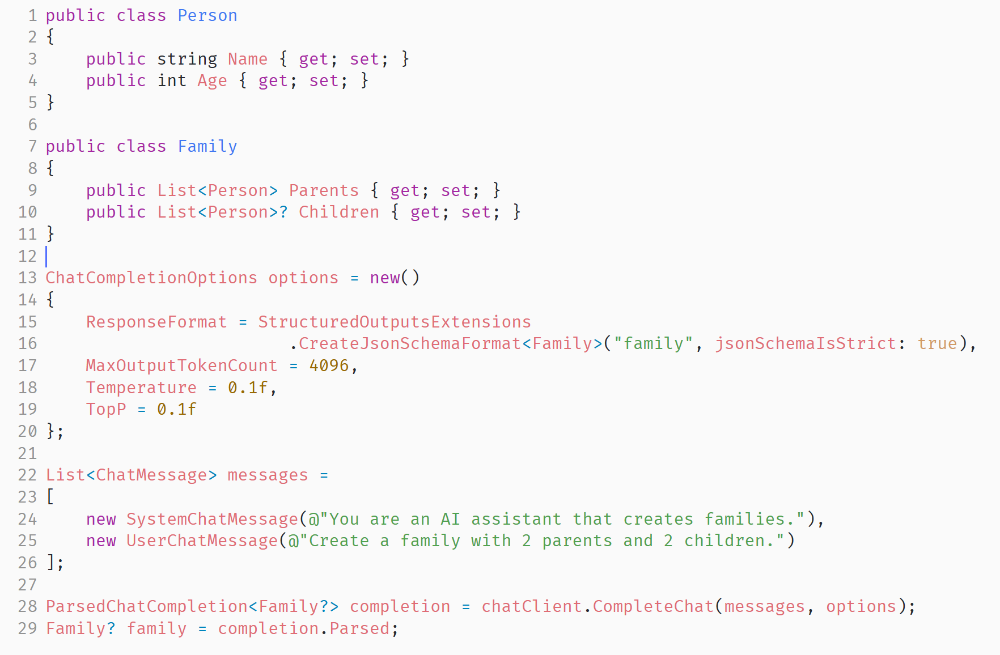 1 public class Person
2 {
3     public string Name { get; set; }
4     public int Age { get; set; }
5 }
6
7 public class Family
8 {
9     public List<Person> Parents { get; set; }
10     public List<Person>? Children { get; set; }
11 }
12
13 ChatCompletionOptions options = new()
14 {
15     ResponseFormat = StructuredOutputsExtensions
16                         .CreateJsonSchemaFormat<Family>("family", jsonSchemaIsStrict: true),
17     MaxOutputTokenCount = 4096,
18     Temperature = 0.1f,
19     TopP = 0.1f
20 };
21
22 List<ChatMessage> messages =
23 [
24     new SystemChatMessage(@"You are an AI assistant that creates families."),
25     new UserChatMessage(@"Create a family with 2 parents and 2 children.")
26 ];
27
28 ParsedChatCompletion<Family?> completion = chatClient.CompleteChat(messages, options);
29 Family? family = completion.Parsed;